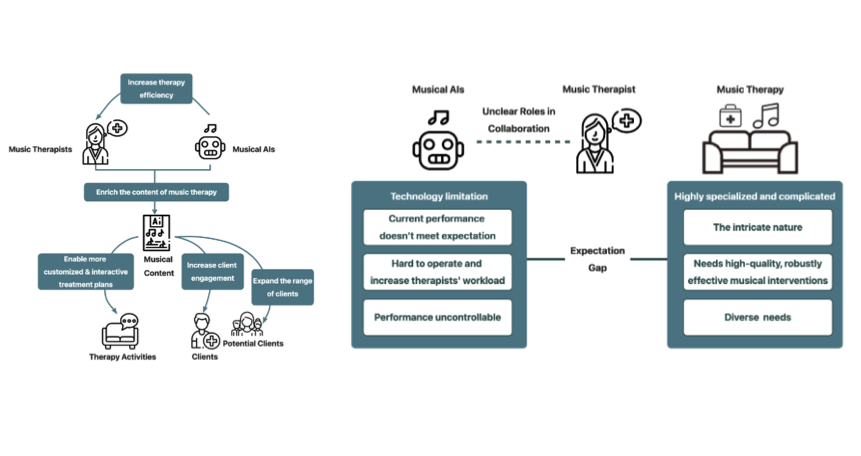 Increase therapy
efficiency
Music Therapists
Musical AIs
Enrich the content of music therapy
Ai
Musical
Content
Enable more
customized & interactive
treatment plans
Increase client
engagement
Expand the range
of clients
Therapy Activities
Clients
Potential Clients
Musical AIs
Unclear Roles in
Collaboration
Music Therapist
Music Therapy
Technology limitation
Current performance
doesn't meet expectation
Hard to operate and
increase therapists' workload
Performance uncontrollable
Expectation
Gap
Highly specialized and complicated
The intricate nature
Needs high-quality, robustly
effective musical interventions
Diverse needs